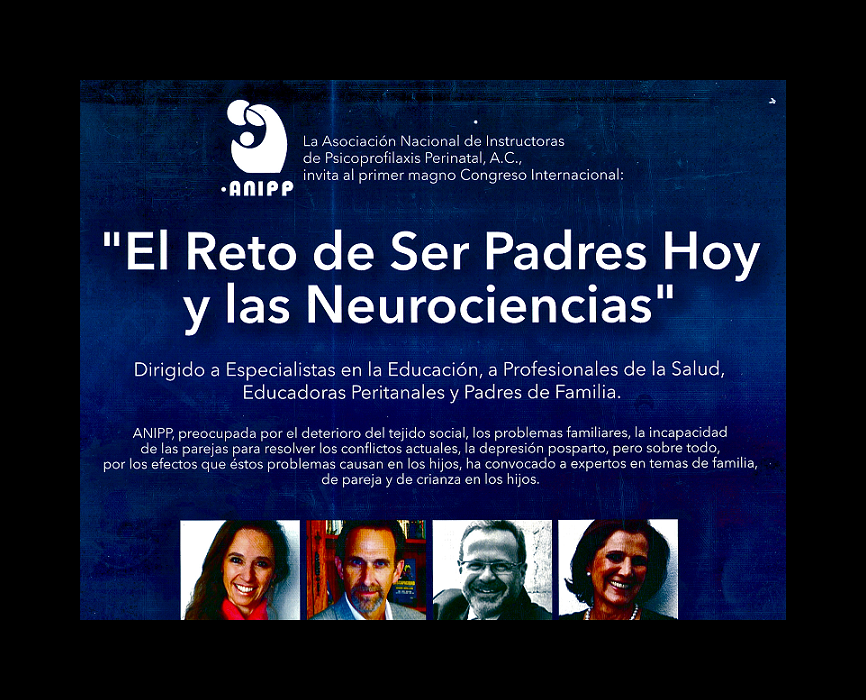 La Asociación Nacional de Instructoras
de Psicoprofilaxis Perinatal, A.C.,
invita al primer magno Congreso Internacional:
·ANIPP
"El Reto de Ser Padres Hoy
y las Neurociencias"
Dirigido a Especialistas en la Educación, a Profesionales de la Salud,
Educadoras Peritanales y Padres de Familia.
ANIPP, preocupada por el deterioro del tejido social, los problemas familiares, la incapacidad
de las parejas para resolver los conflictos actuales, la depresión posparto, pero sobre todo,
por los efectos que éstos problemas causan en los hijos, ha convocado a expertos en temas de familia,
de pareja y de crianza en los hijos.